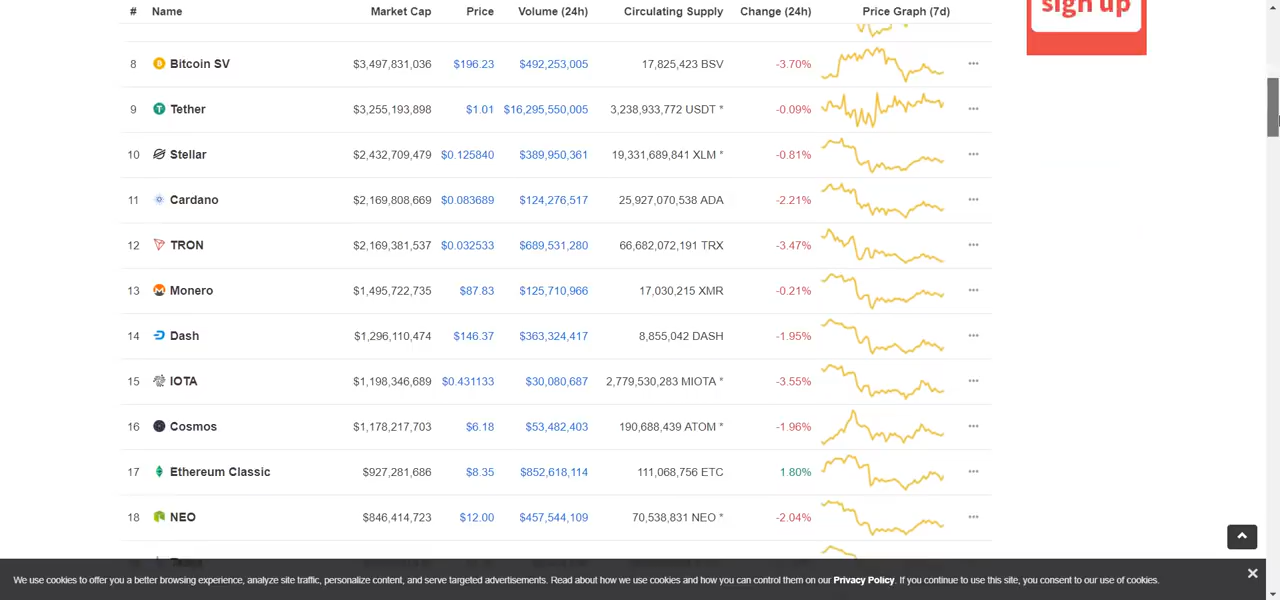 sign up
# Name Market Cap Price Volume (24h) Circulating Supply Change (24h) Price Graph (7d)
8 Bitcoin SV $3,497,831,036 $196.23 $492,253,005 17,825,423 BSV -3.70%
9 Tether $3,255,193,898 $1.01 $16,295,550,005 3,238,933,772 USDT * -0.09%
10 Stellar $2,432,709,479 $0.125840 $389,950,361 19,331,689,841 XLM * -0.81%
11 Cardano $2,169,808,669 $0.083689 $124,276,517 25,927,070,538 ADA -2.21%
12 TRON $2,169,381,537 $0.032533 $689,531,280 66,682,072,191 TRX -3.47%
13 Monero $1,495,722,735 $87.83 $125,710,966 17,030,215 XMR -0.21%
14 Dash $1,296,110,474 $146.37 $363,324,417 8,855,042 DASH -1.95%
15 IOTA $1,198,346,689 $0.431133 $30,080,687 2,779,530,283 MIOTA * -3.55%
16 Cosmos $1,178,217,703 $6.18 $53,482,403 190,688,439 ATOM * -1.96%
17 Ethereum Classic $927,281,686 $8.35 $852,618,114 111,068,756 ETC 1.80%
18 NEO $846,414,723 $12.00 $457,544,109 70,538,831 NEO * -2.04%
We use cookies to offer you a better browsing experience, analyze site traffic, personalize content, and serve targeted advertisements. Read about how we use cookies and how you can control them on our Privacy Policy. If you continue to use this site, you consent to our use of cookies.